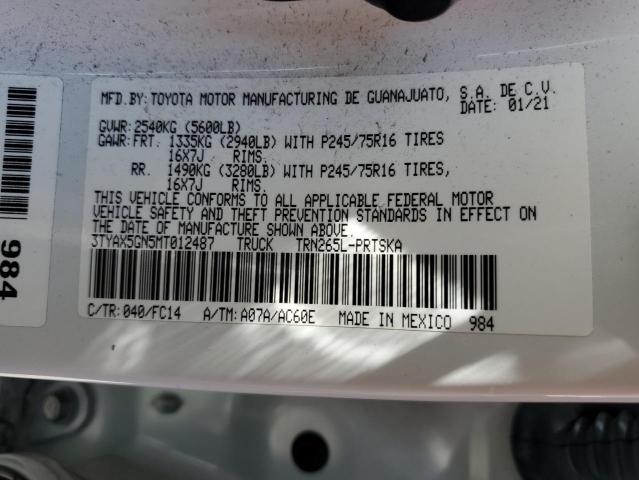 MFD.BY:TOYOTA MOTOR MANUFACTURING DE GUANAJUATO, S.A. DE C.V.
DATE: 01/21
GVWR:2540KG (5600LB)
GAWR:FRT. 1335KG (2940LB) WITH P245/75R16 TIRES
16X7J RIMS,
RR. 1490KG (3280LB) WITH P245/75R16 TIRES,
16X7J RIMS.
THIS VEHICLE CONFORMS TO ALL APPLICABLE FEDERAL MOTOR
VEHICLE SAFETY AND THEFT PREVENTION STANDARDS IN EFFECT ON
THE DATE OF MANUFACTURE SHOWN ABOVE.
3TYAX5GN5MT012487 TRUCK TRN265L-PRTSKA
C/TR:040/FC14 A/TM:A07A/AC60E MADE IN MEXICO 984
984